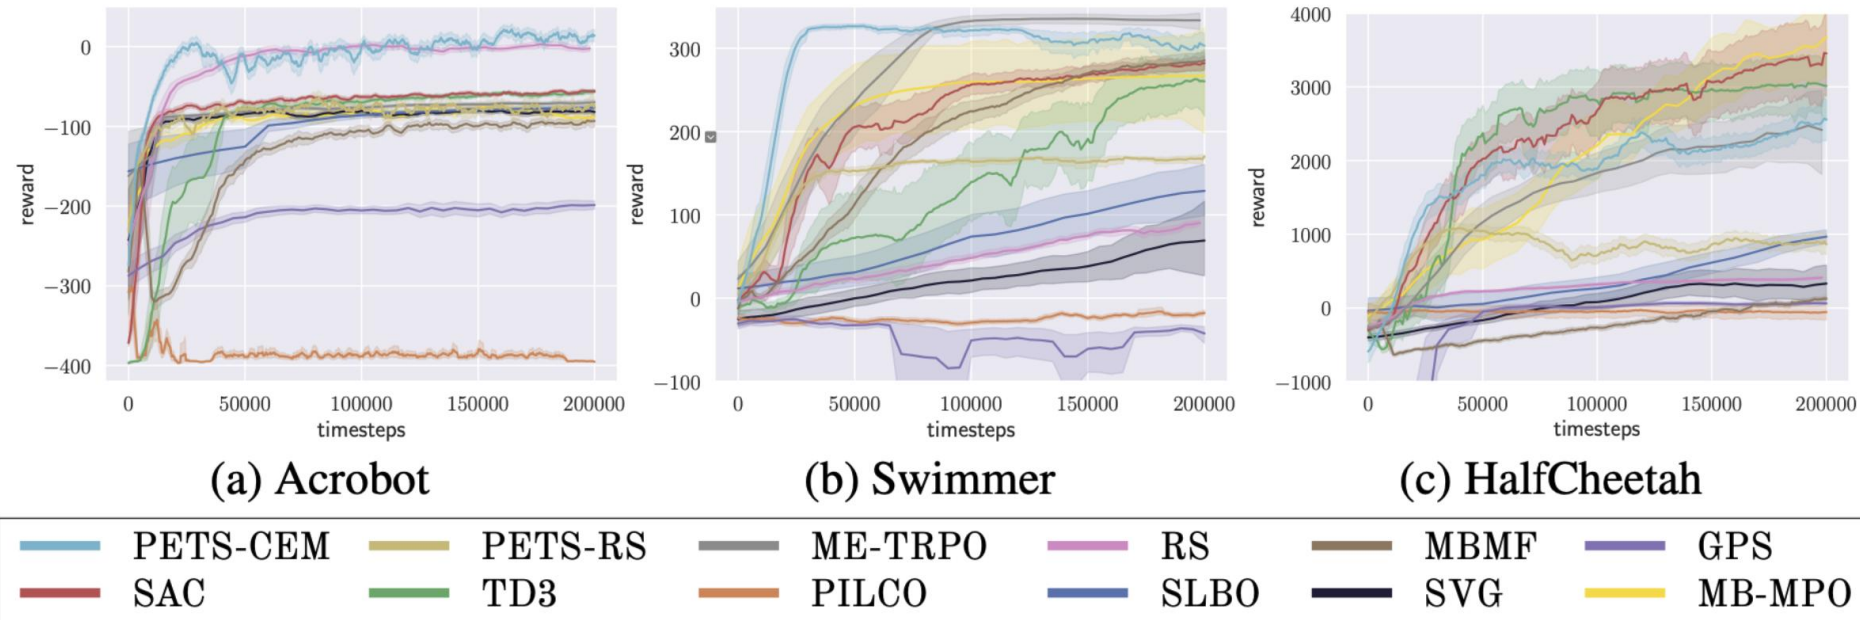 0
−100
−200
−300
−400
reward
0 50000 100000 150000 200000
timesteps
(a) Acrobot
300
200
100
0
−100
reward
0 50000 100000 150000 200000
timesteps
(b) Swimmer
4000
3000
2000
1000
0
−1000
reward
0 50000 100000 150000 200000
timesteps
(c) HalfCheetah
PETS-CEM PETS-RS ME-TRPO RS MBMF GPS
SAC TD3 PILCO SLBO SVG MB-MPO